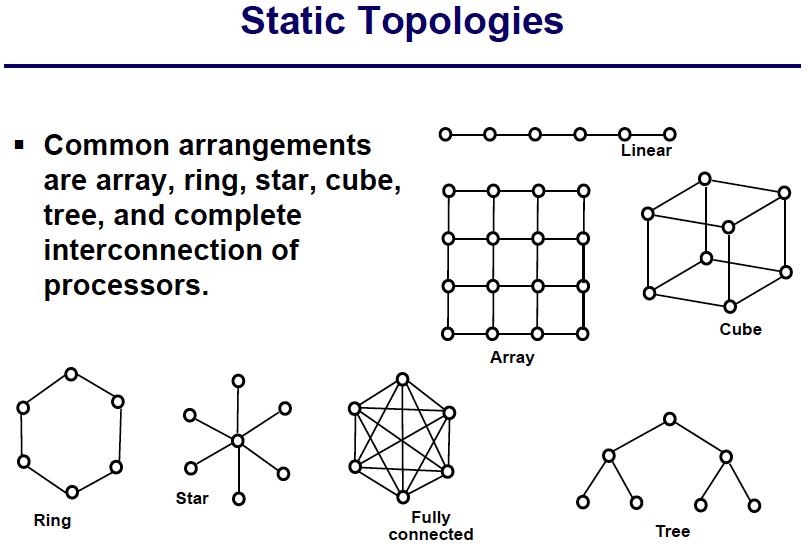 Static Topologies
▪ Common arrangements
are array, ring, star, cube,
tree, and complete
interconnection of
processors.
Linear
Cube
Array
Ring
Star
Fully
connected
Tree